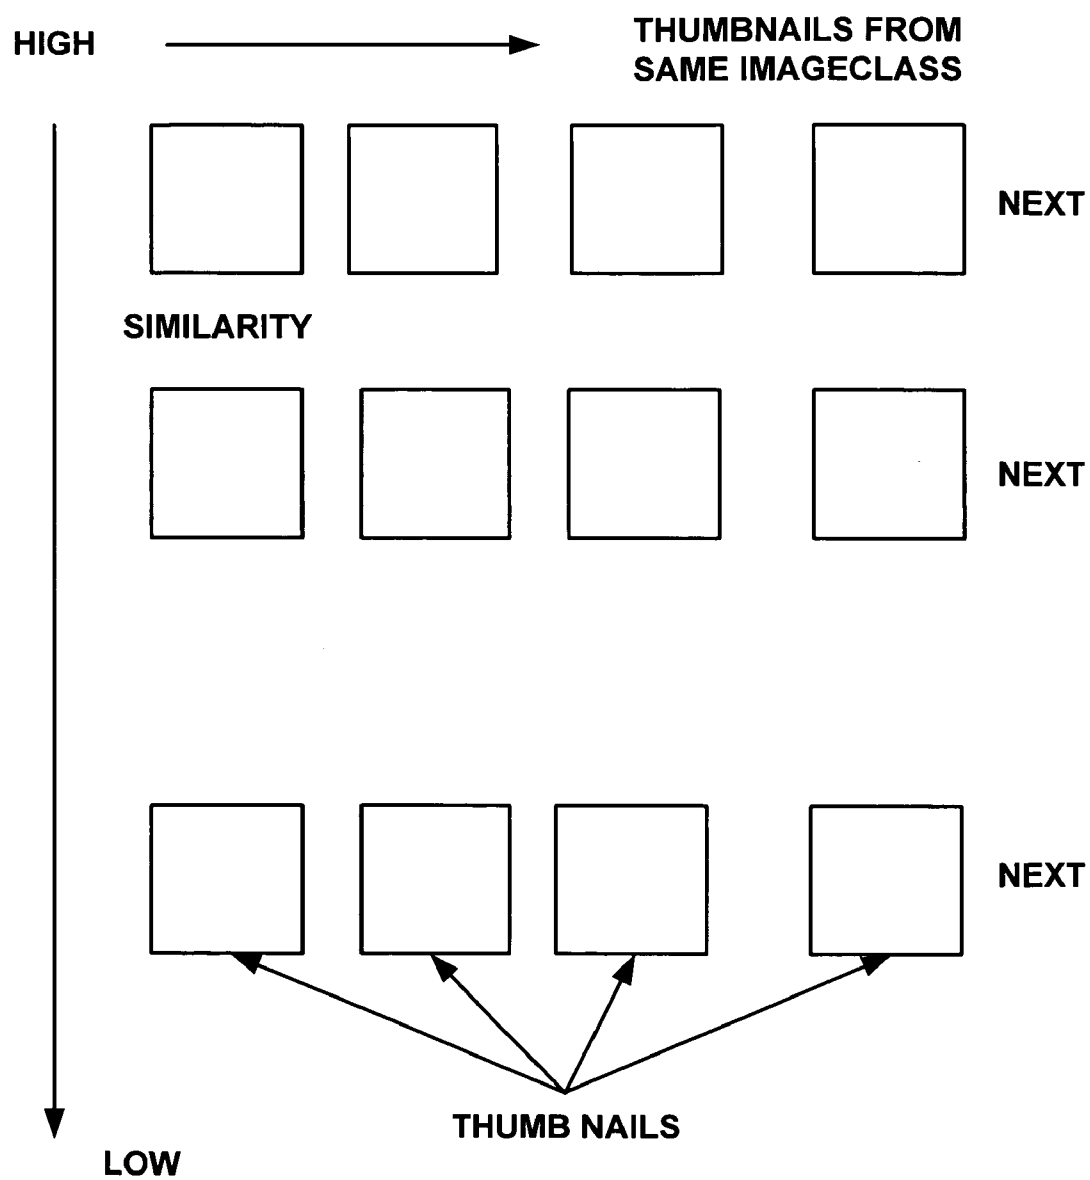 HIGH
THUMBNAILS FROM
SAME IMAGECLASS
NEXT
SIMILARITY
NEXT
NEXT
THUMB NAILS
LOW